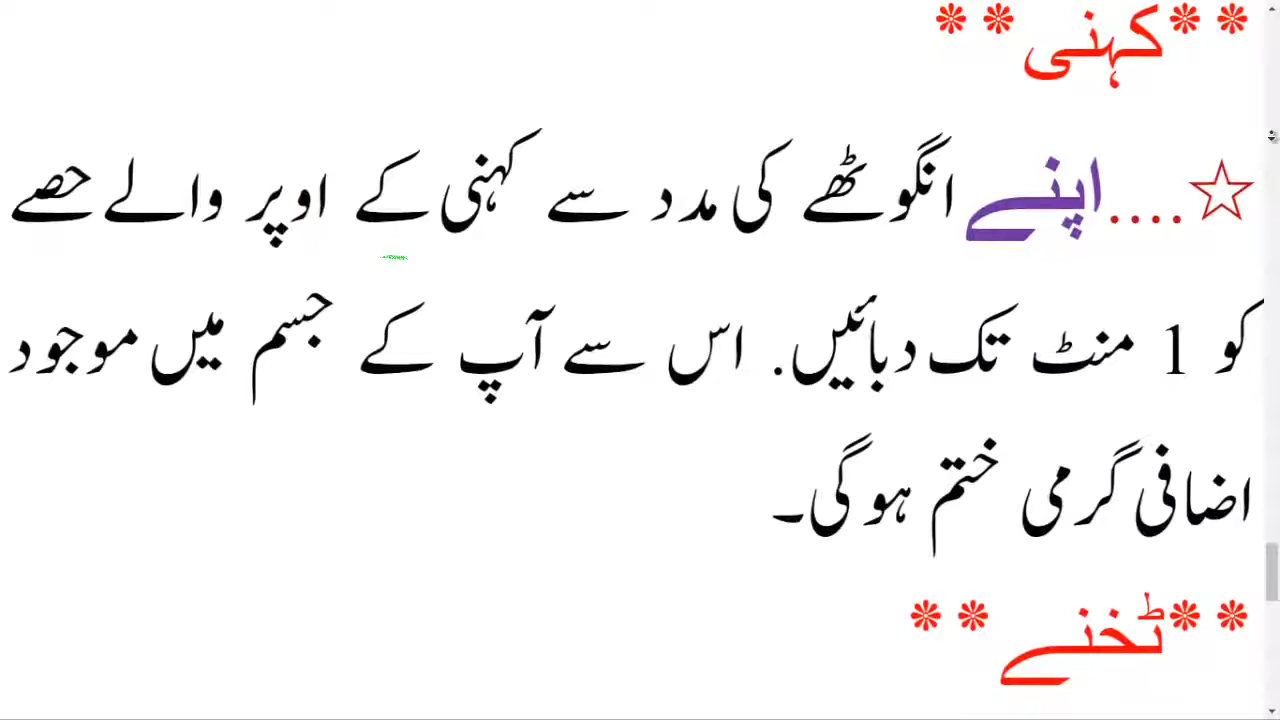 **کہنی**
☆....اپنے انگوٹھے کی مدد سے کہنی کے اوپر والے حصے
کو 1 منٹ تک دبائیں. اس سے آپ کے جسم میں موجود
اضافی گرمی ختم ہوگی۔
**ٹخنے**